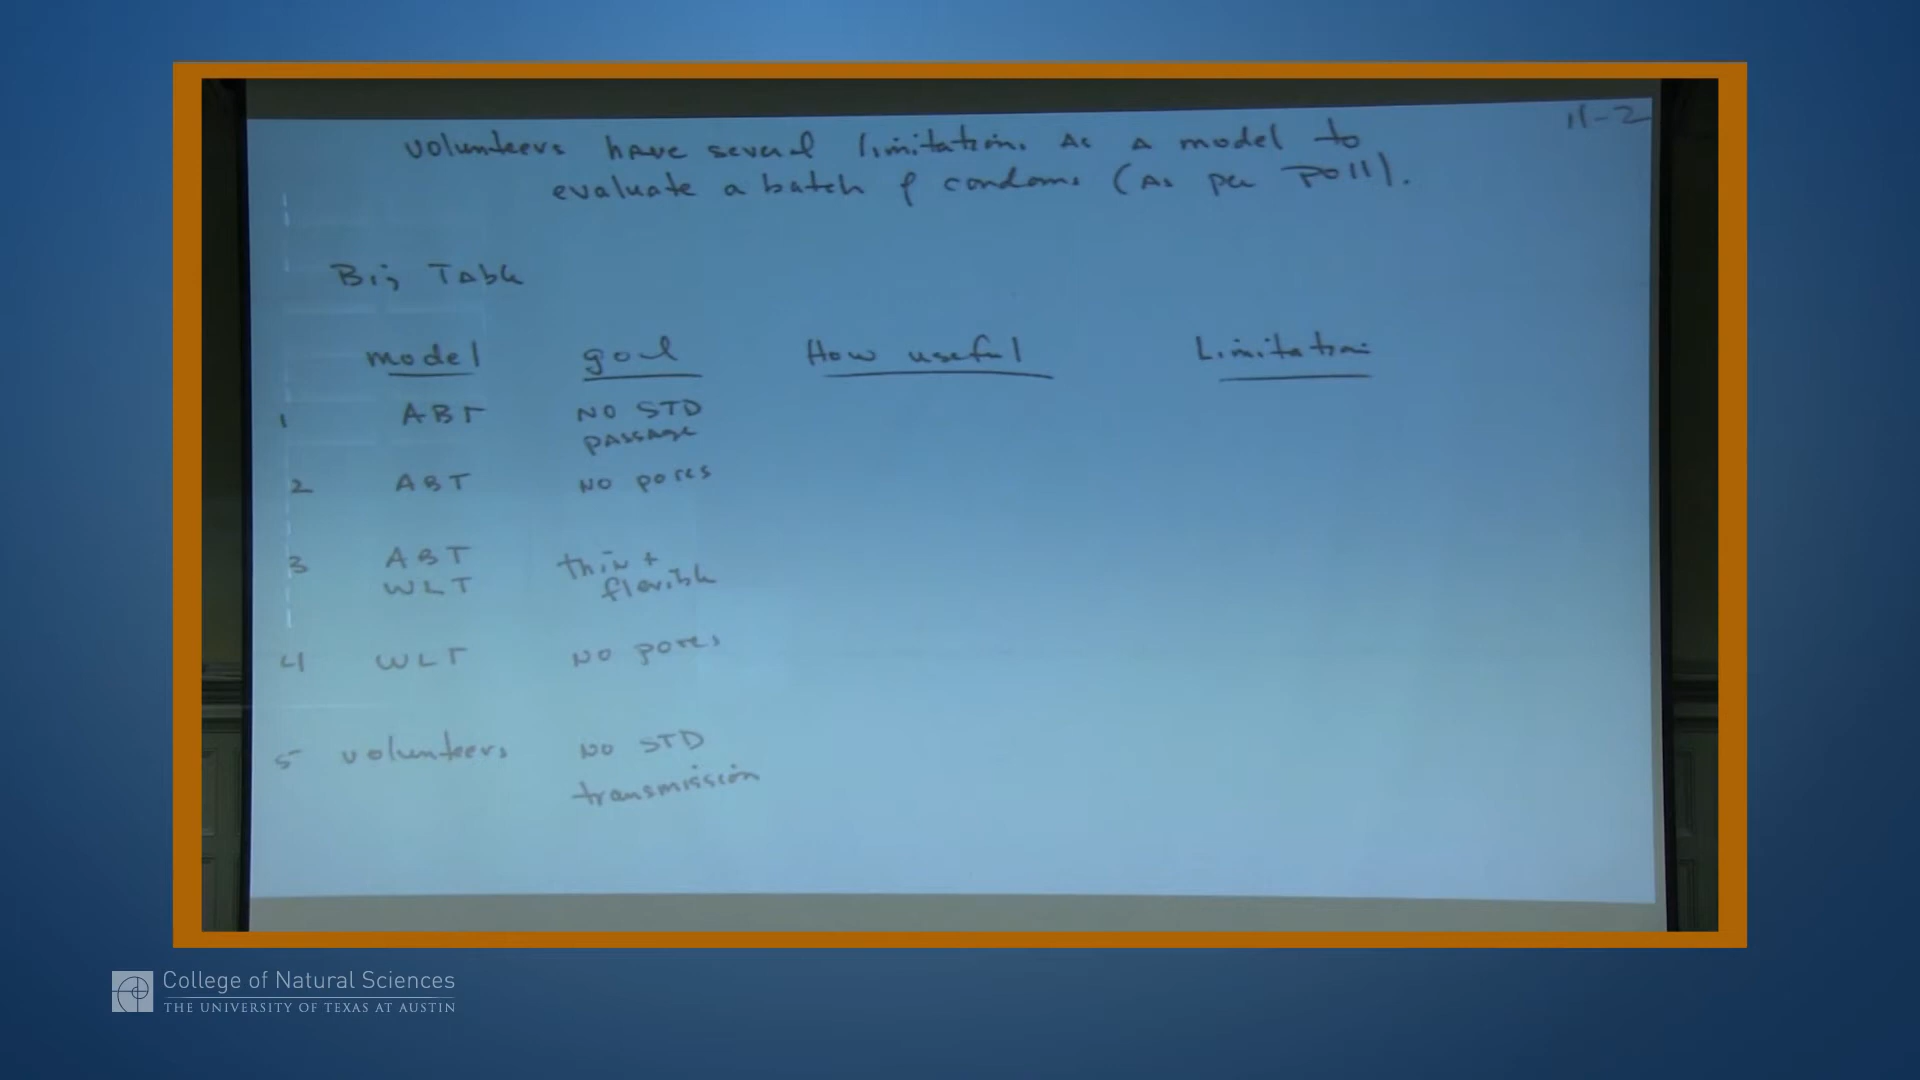 11-2
volunteers have several limitations as a model to
evaluate a batch of condoms (as per poll).
Big Table
model goal How useful Limitations
1 ABT NO STD
passage
2 ABT NO pores
3 ABT thin +
WLT flexible
4 WLT NO pores
5 volunteers NO STD
transmission
College of Natural Sciences
THE UNIVERSITY OF TEXAS AT AUSTIN